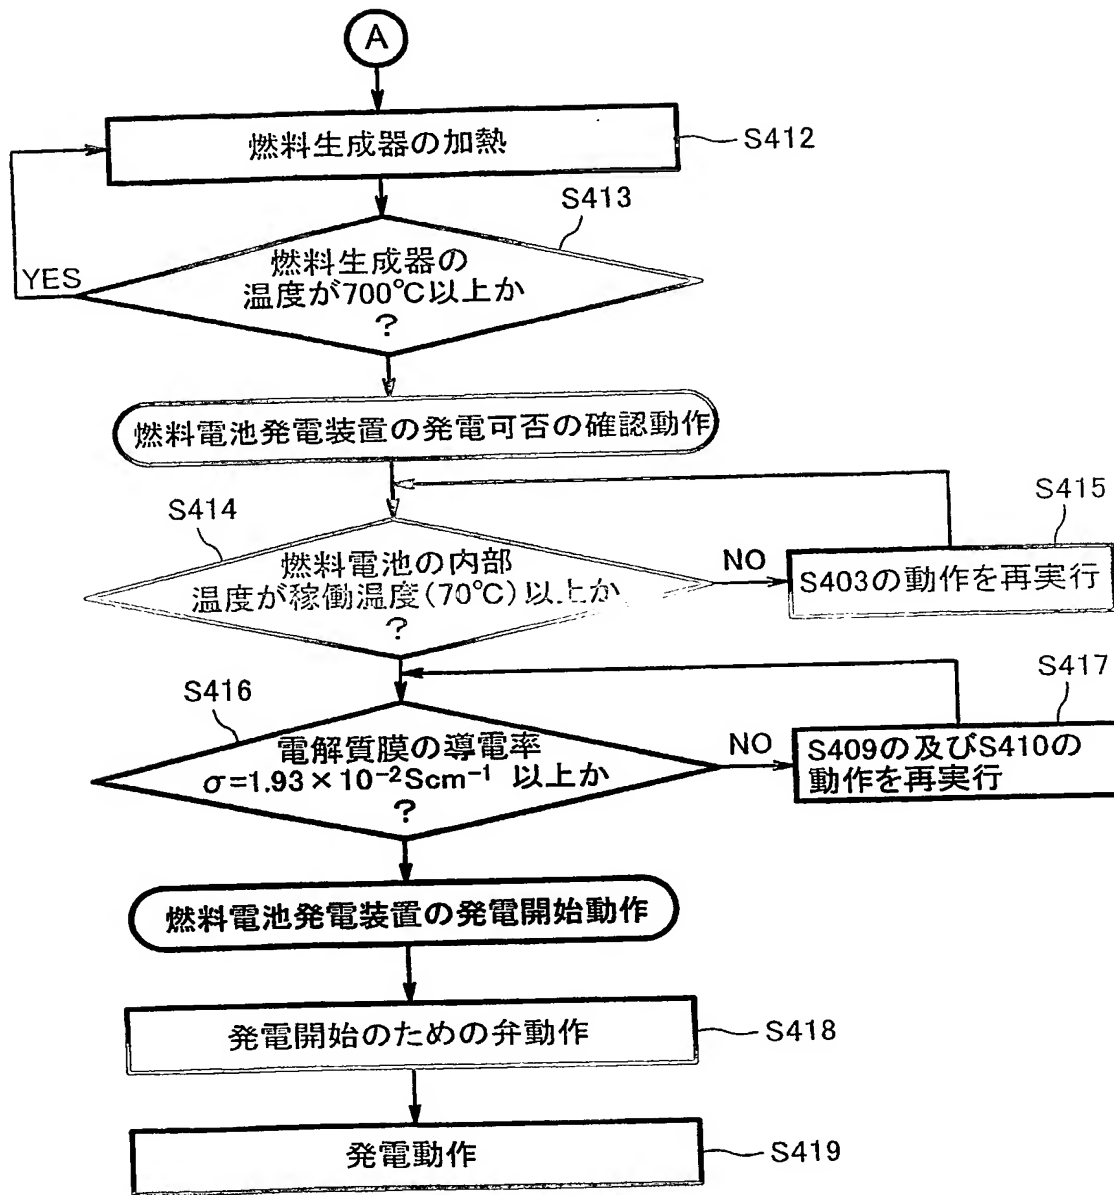 A
燃料生成器の加熱
S412
S413
燃料生成器の
温度が700℃以上か
?
YES
燃料電池発電装置の発電可否の確認動作
S414
燃料電池の内部
温度が稼働温度(70℃)以上か
?
NO
S415
S403の動作を再実行
S416
電解質膜の導電率
σ=1.93×10⁻²Scm⁻¹ 以上か
?
NO
S417
S409の及びS410の
動作を再実行
燃料電池発電装置の発電開始動作
発電開始のための弁動作
S418
発電動作
S419